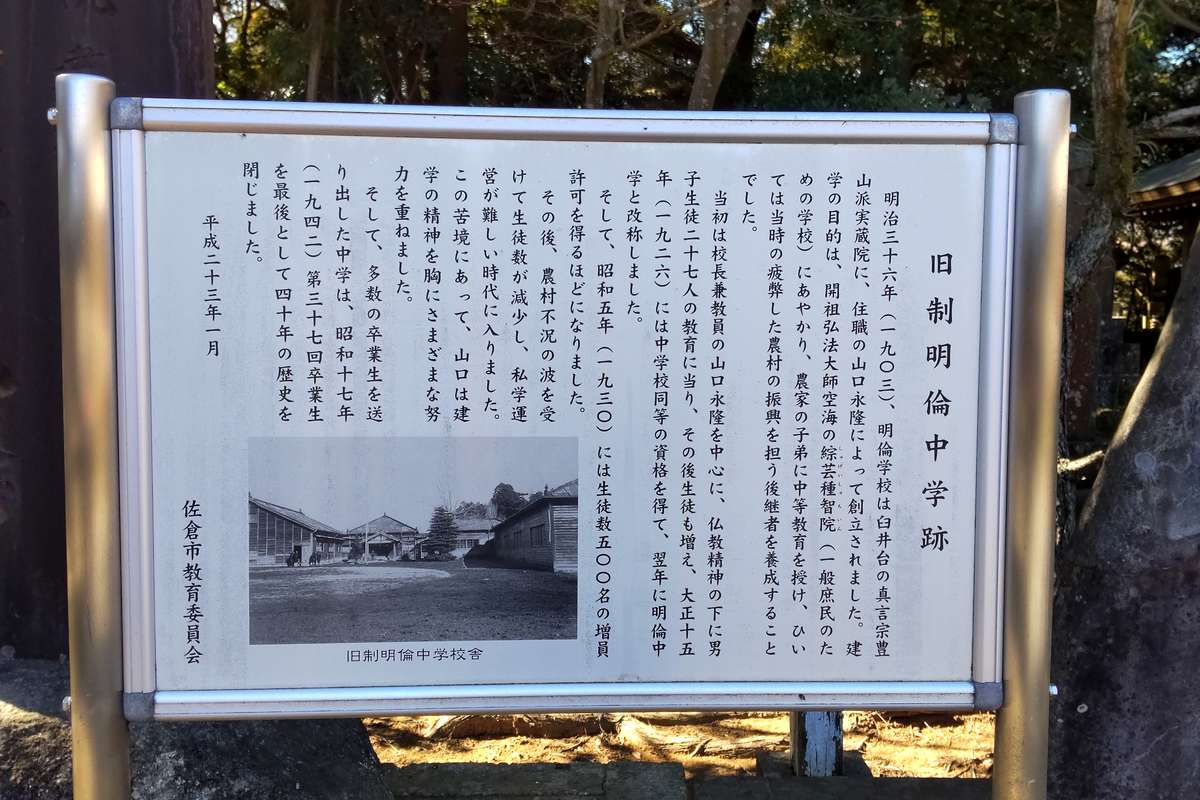 旧制明倫中学跡
明治三十六年（一九〇三）、明倫学校は臼井台の真言宗豊
山派実蔵院に、住職の山口永隆によって創立されました。建
学の目的は、開祖弘法大師空海の綜芸種智院（一般庶民のた
めの学校）にあやかり、農家の子弟に中等教育を授け、ひい
ては当時の疲弊した農村の振興を担う後継者を養成すること
でした。
当初は校長兼教員の山口永隆を中心に、仏教精神の下に男
子生徒二十七人の教育に当り、その後生徒も増え、大正十五
年（一九二六）には中学校同等の資格を得て、翌年に明倫中
学と改称しました。
そして、昭和五年（一九三〇）には生徒数五〇〇名の増員
許可を得るほどになりました。
その後、農村不況の波を受
けて生徒数が減少し、私学運
営が難しい時代に入りました。
この苦境にあって、山口は建
学の精神を胸にさまざまな努
力を重ねました。
そして、多数の卒業生を送
り出した中学は、昭和十七年
（一九四二）第三十七回卒業生
を最後として四十年の歴史を
閉じました。
平成二十三年一月
佐倉市教育委員会
旧制明倫中学校舎